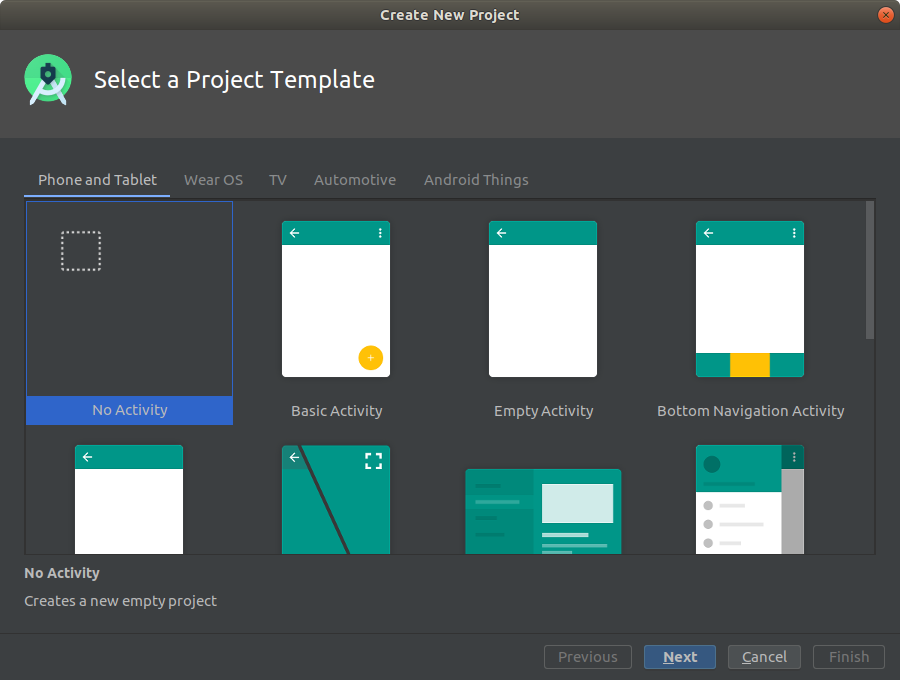 Create New Project
Select a Project Template
Phone and Tablet
Wear OS
TV
Automotive
Android Things
No Activity
Basic Activity
Empty Activity
Bottom Navigation Activity
No Activity
Creates a new empty project
Previous
Next
Cancel
Finish